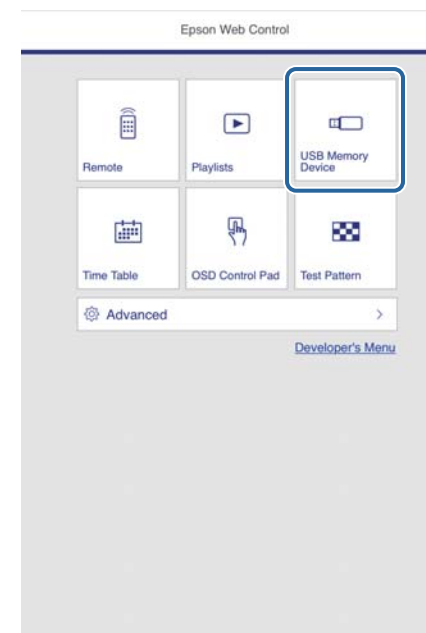 Epson Web Control
Remote
Playlists
USB Memory
Device
Time Table
OSD Control Pad
Test Pattern
Advanced
Developer's Menu